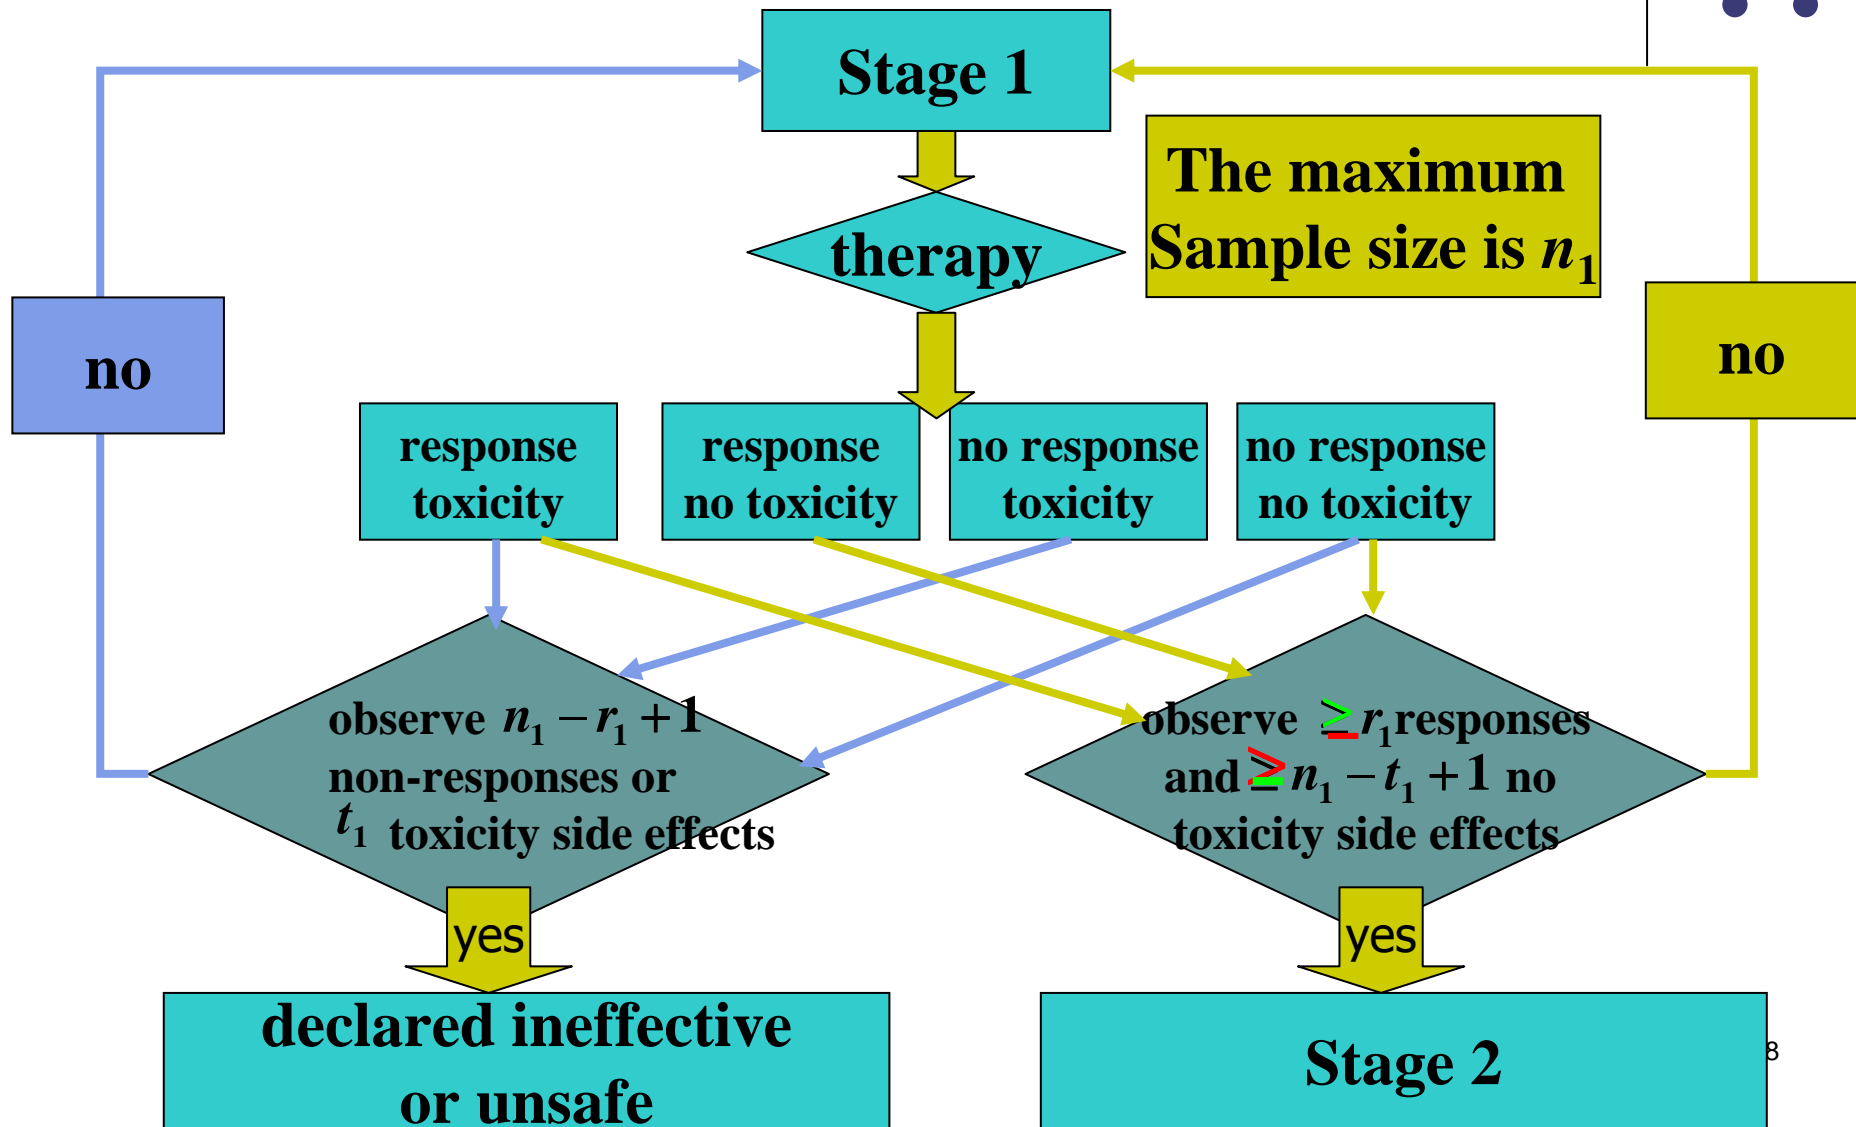 Stage 1
The maximum
Sample size is n₁
therapy
no
no
response
toxicity
response
no toxicity
no response
toxicity
no response
no toxicity
observe n₁ − r₁ + 1
non-responses or
t₁ toxicity side effects
observe ≥ r₁ responses
and ≥ n₁ − t₁ + 1 no
toxicity side effects
yes
yes
declared ineffective
or unsafe
Stage 2
8